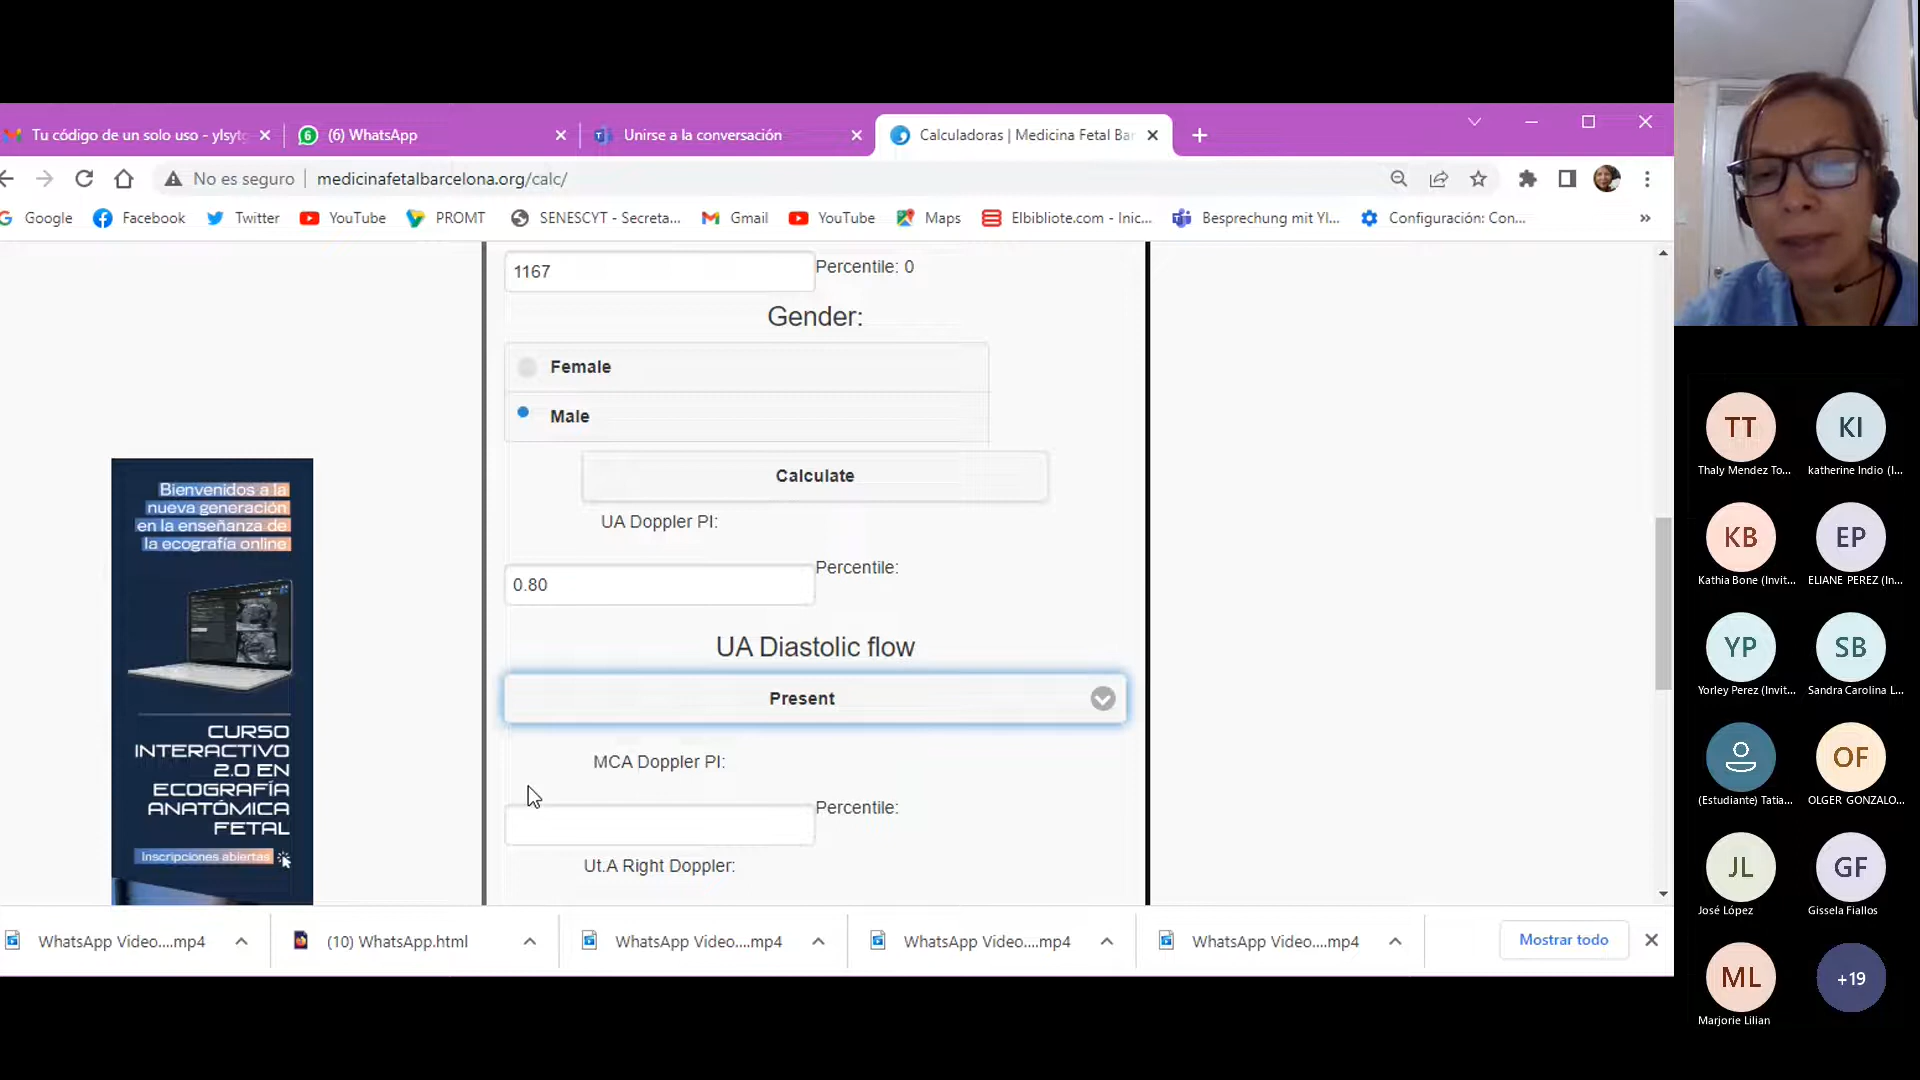 Tu código de un solo uso - ylsyt
(6) WhatsApp
Unirse a la conversación
Calculadoras | Medicina Fetal Bar
No es seguro
medicinafetalbarcelona.org/calc/
Google
Facebook
Twitter
YouTube
PROMT
SENESCYT - Secreta...
Gmail
YouTube
Maps
Elbibliote.com - Inic...
Besprechung mit Yl...
Configuración: Con...
»
1167
Percentile: 0
Gender:
Female
Male
Calculate
UA Doppler PI:
0.80
Percentile:
UA Diastolic flow
Present
MCA Doppler PI:
Percentile:
Ut.A Right Doppler:
Bienvenidos a la
nueva generación
en la enseñanza de
la ecografía online
CURSO
INTERACTIVO
2.0 EN
ECOGRAFÍA
ANATÓMICA
FETAL
Inscripciones abiertas
WhatsApp Video....mp4
(10) WhatsApp.html
WhatsApp Video....mp4
WhatsApp Video....mp4
WhatsApp Video....mp4
Mostrar todo
TT
Thaly Mendez To...
KI
katherine Indio (I...
KB
Kathia Bone (Invit...
EP
ELIANE PEREZ (In...
YP
Yorley Perez (Invit...
SB
Sandra Carolina L...
(Estudiante) Tatia...
OF
OLGER GONZALO...
JL
José López
GF
Gissela Fiallos
ML
Marjorie Lilian
+19